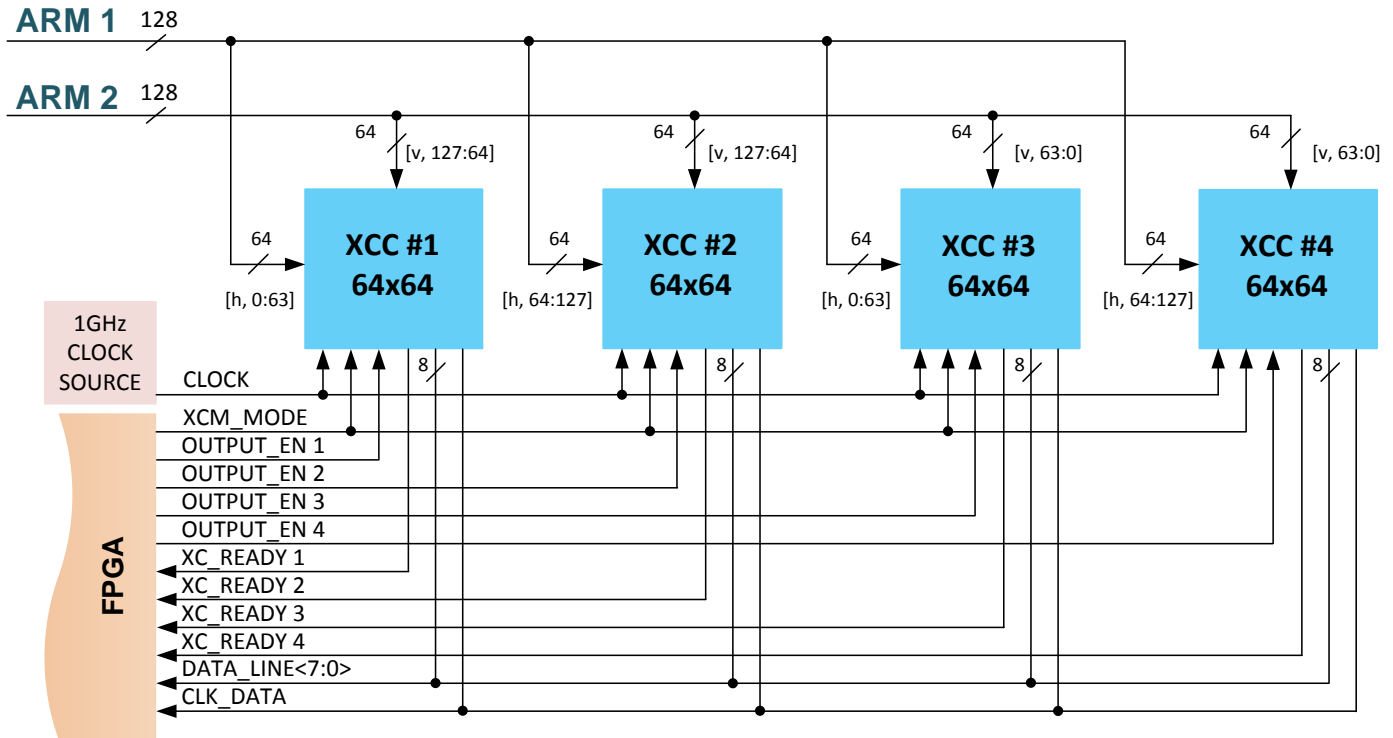 ARM 1
128
ARM 2
128
64
[v, 127:64]
64
[v, 127:64]
64
[v, 63:0]
64
[v, 63:0]
64
[h, 0:63]
XCC #1
64x64
64
[h, 64:127]
XCC #2
64x64
64
[h, 0:63]
XCC #3
64x64
64
[h, 64:127]
XCC #4
64x64
1GHz
CLOCK
SOURCE
8
8
8
8
CLOCK
XCM_MODE
OUTPUT_EN 1
OUTPUT_EN 2
OUTPUT_EN 3
OUTPUT_EN 4
XC_READY 1
XC_READY 2
XC_READY 3
XC_READY 4
DATA_LINE<7:0>
CLK_DATA
FPGA